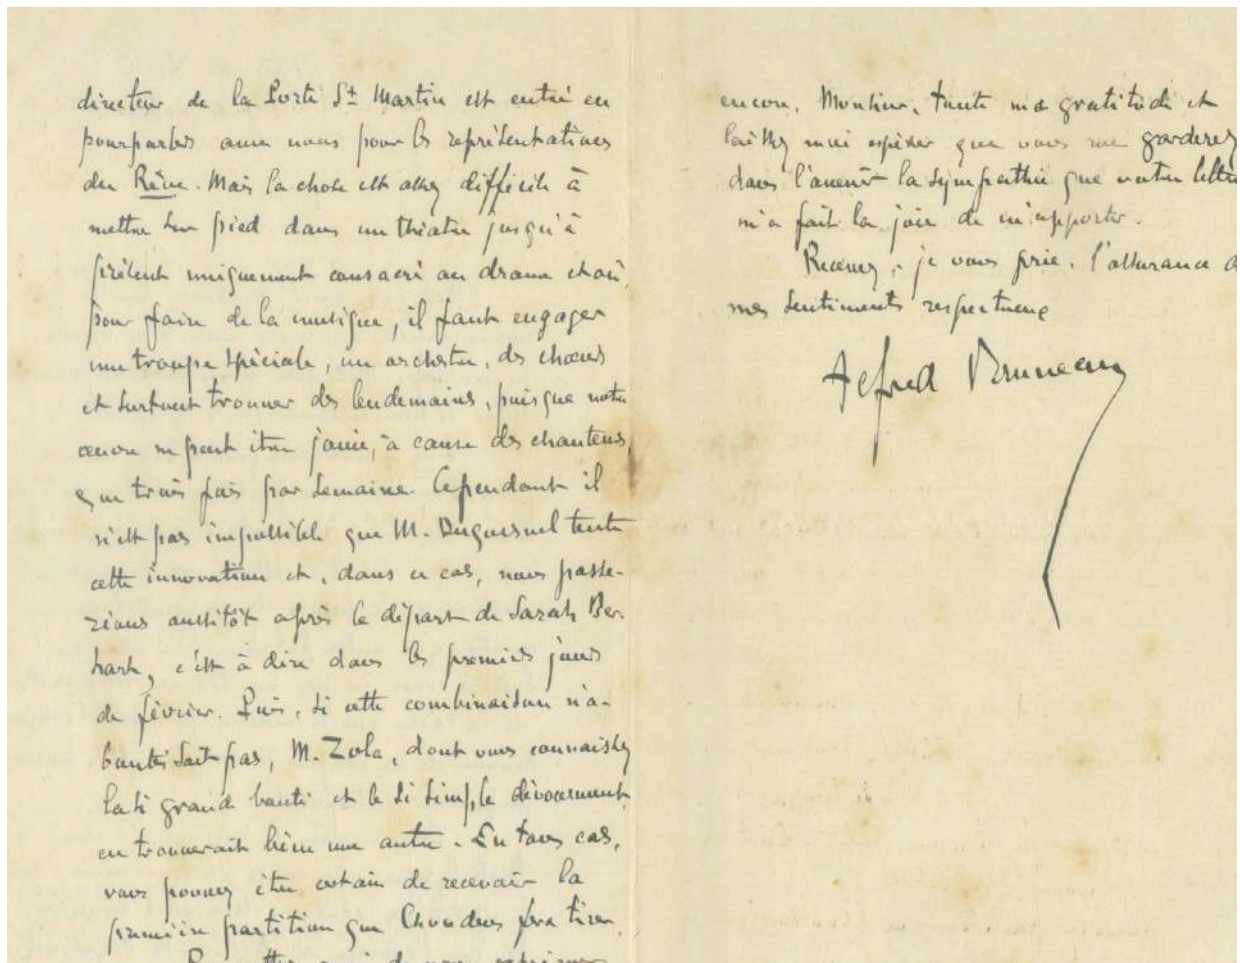 directeur de la Porte St Martin est entré en
pourparlers avec nous pour les représentations
du Rêve. Mais la chose est assez difficile à
mettre sur pied dans un théâtre jusqu'à
présent uniquement consacré au drame et où,
pour faire de la musique, il faut engager
une troupe spéciale, un orchestre, des chœurs
et surtout trouver des lendemains, puisque notre
œuvre ne peut être jouée, à cause des chanteurs,
que trois fois par semaine. Cependant il
n'est pas impossible que M. Duquesnel tente
cette innovation et, dans ce cas, nous passe-
rions aussitôt après le départ de Sarah Ber-
hardt, c'est à dire dans les premiers jours
de février. Puis, si cette combinaison n'a-
boutissait pas, M. Zola, dont vous connaissez
la si grande bonté et le si simple dévouement,
en trouverait bien une autre. En tous cas,
vous pouvez être certain de recevoir la
première partition que Choudens fera tirer.
Permettez moi de vous exprimer
encore, Monsieur, toute ma gratitude et
laissez moi espérer que vous me garderez
dans l'avenir la sympathie que votre lettre
m'a fait la joie de m'apporter.
Recevez, je vous prie, l'assurance
mes sentiments respectueux
Alfred Bruneau